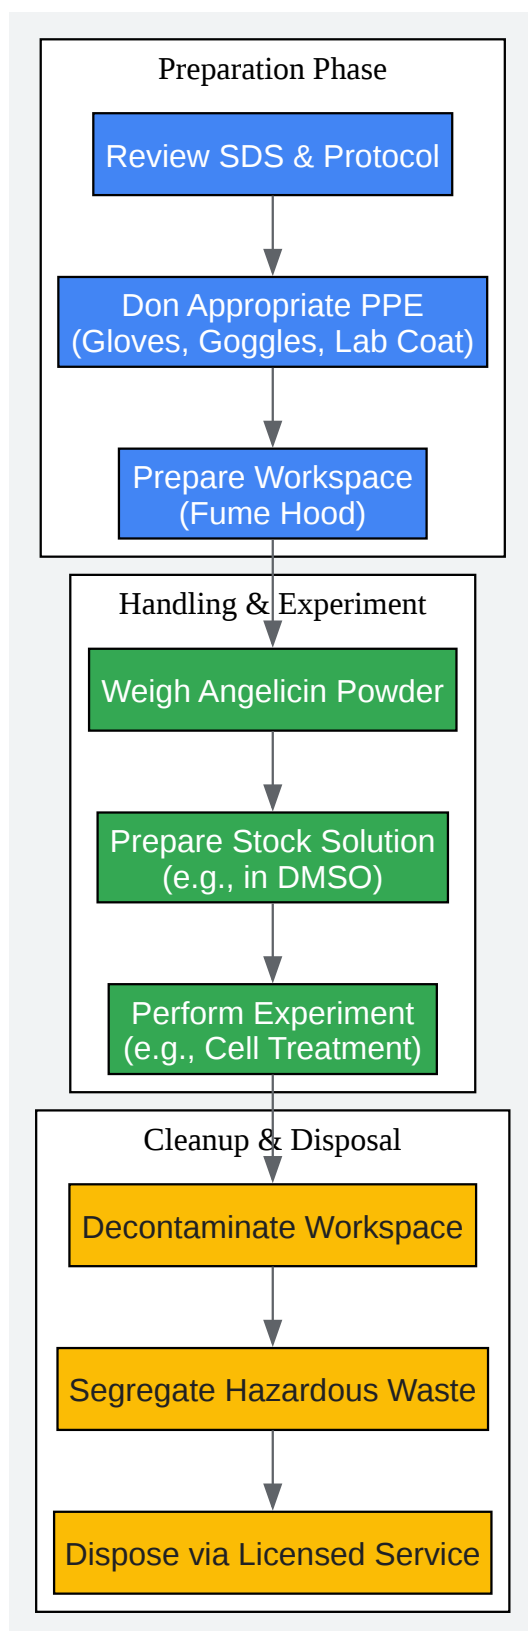 Preparation Phase
Review SDS & Protocol
Don Appropriate PPE
(Gloves, Goggles, Lab Coat)
Prepare Workspace
(Fume Hood)
Handling & Experiment
Weigh Angelicin Powder
Prepare Stock Solution
(e.g., in DMSO)
Perform Experiment
(e.g., Cell Treatment)
Cleanup & Disposal
Decontaminate Workspace
Segregate Hazardous Waste
Dispose via Licensed Service